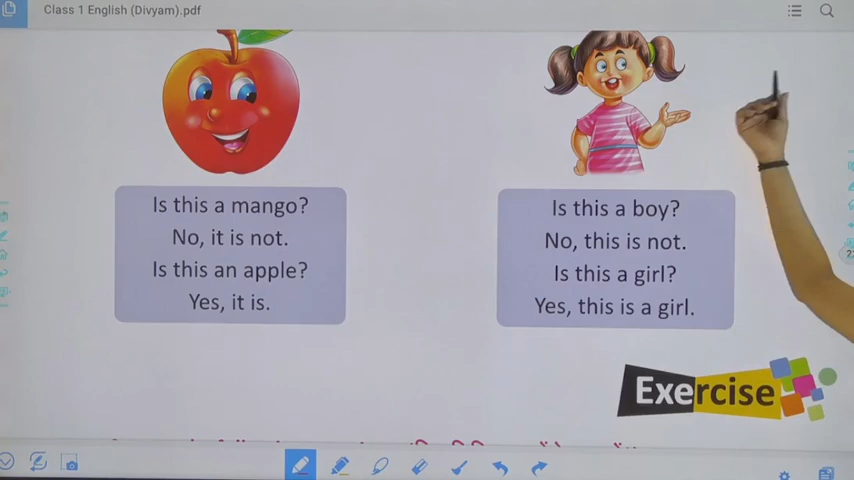 Class 1 English (Divyam).pdf
Is this a mango?
No, it is not.
Is this an apple?
Yes, it is.
Is this a boy?
No, this is not.
Is this a girl?
Yes, this is a girl.
Exercise